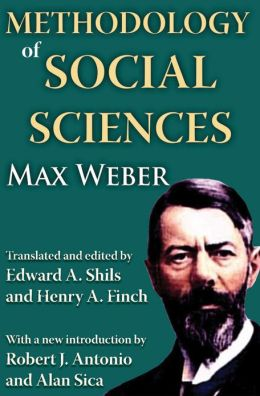 METHODOLOGY
of SOCIAL
SCIENCES
MAX WEBER
Translated and edited by
Edward A. Shils
and Henry A. Finch
With a new introduction by
Robert J. Antonio
and Alan Sica